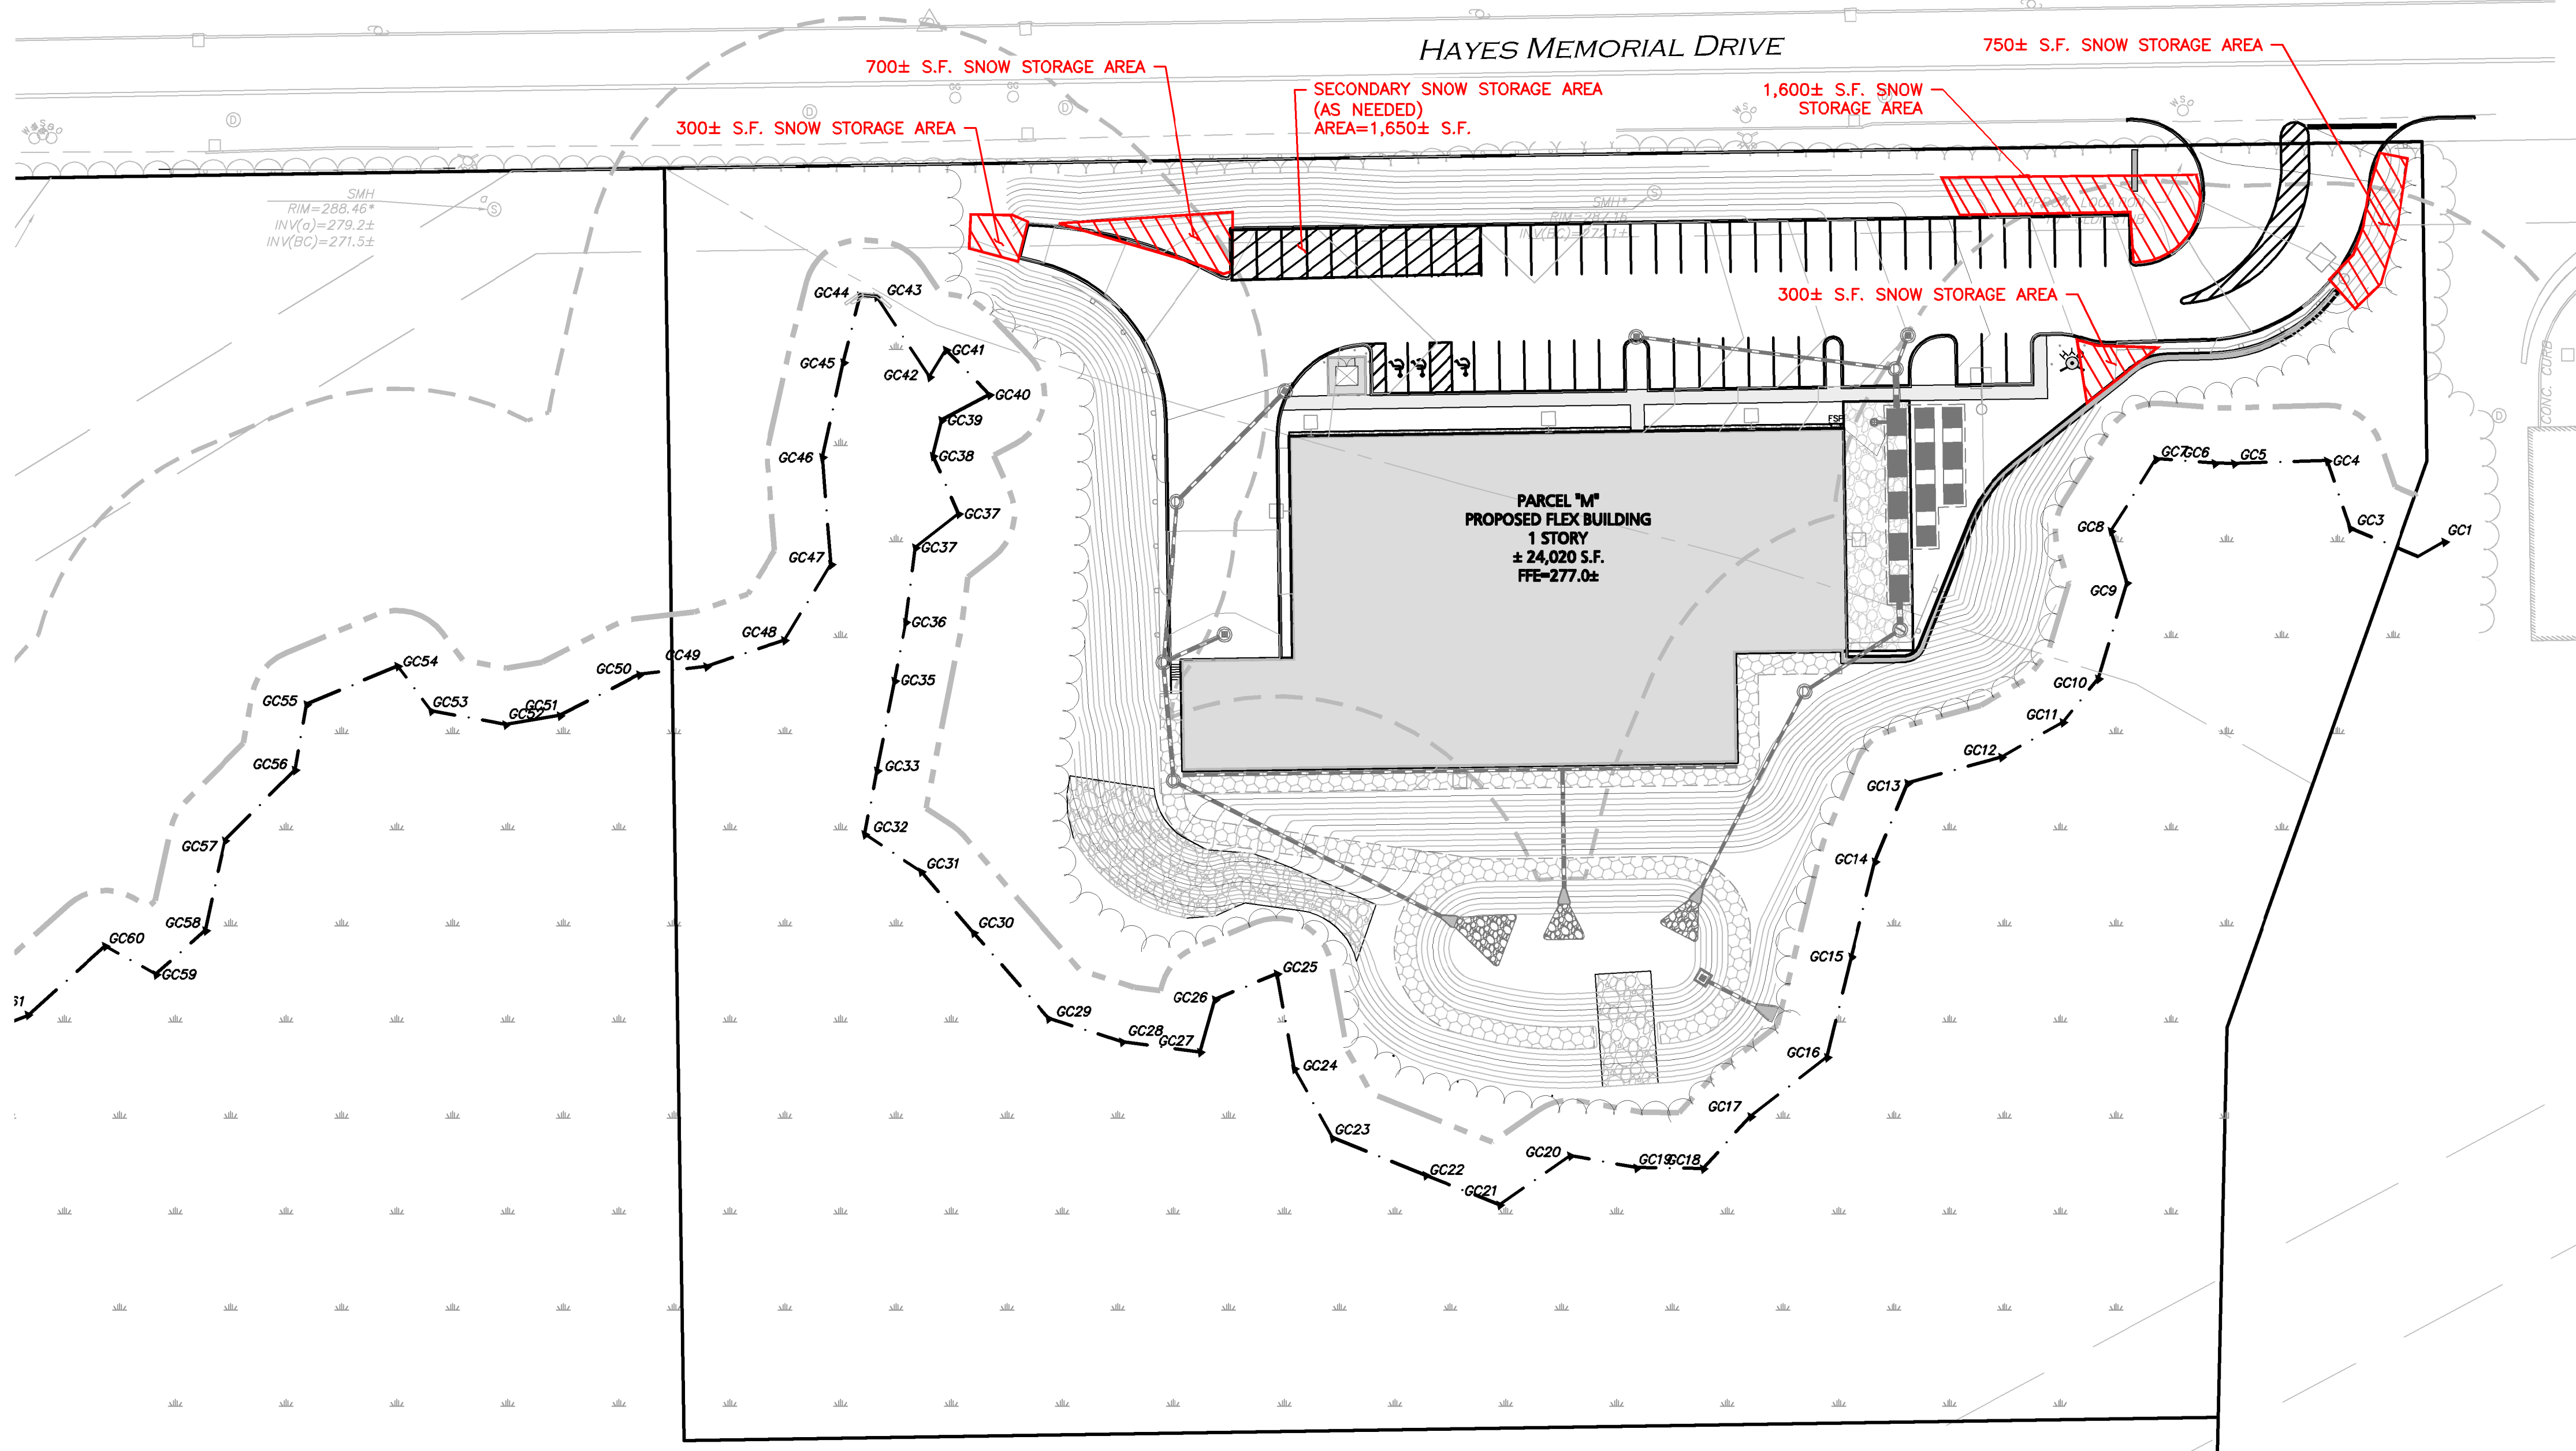 HAYES MEMORIAL DRIVE
750± S.F. SNOW STORAGE AREA
700± S.F. SNOW STORAGE AREA
SECONDARY SNOW STORAGE AREA
(AS NEEDED)
AREA=1,650± S.F.
1,600± S.F. SNOW
STORAGE AREA
300± S.F. SNOW STORAGE AREA
SMH
RIM=288.46*
INV(a)=279.2±
INV(BC)=271.5±
a
S
SMH*
S
300± S.F. SNOW STORAGE AREA
CONC. CURB
FSF
PARCEL "M"
PROPOSED FLEX BUILDING
1 STORY
± 24,020 S.F.
FFE=277.0±
GC44
GC43
GC45
GC41
GC42
GC40
GC39
GC46
GC38
GC37
GC37
GC47
GC36
GC48
GC49
GC50
GC35
GC54
GC55
GC53
GC52
GC51
GC56
GC33
GC57
GC32
GC31
GC58
GC30
GC60
GC59
61
GC29
GC28
GC27
GC26
GC25
GC24
GC23
GC22
GC21
GC20
GC19
GC18
GC17
GC16
GC15
GC14
GC13
GC12
GC11
GC10
GC9
GC8
GC7
GC6
GC5
GC4
GC3
GC1